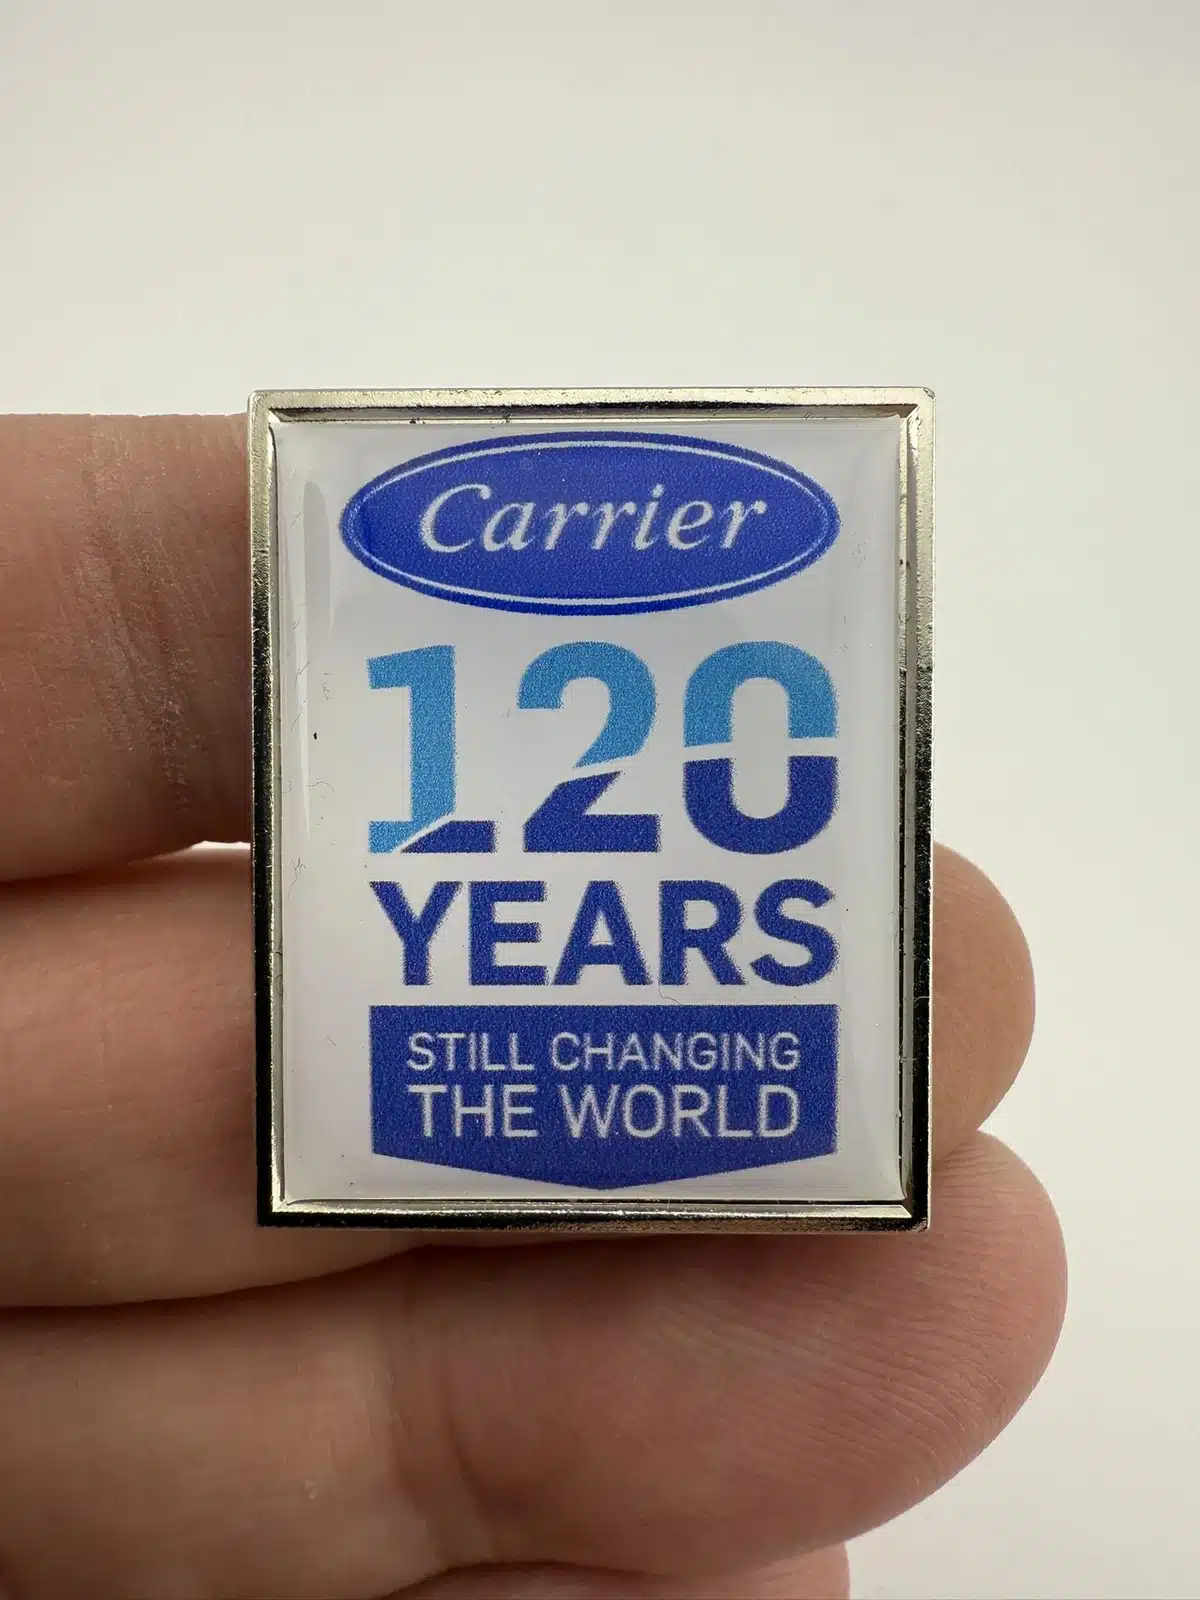 Carrier
120
YEARS
STILL CHANGING
THE WORLD